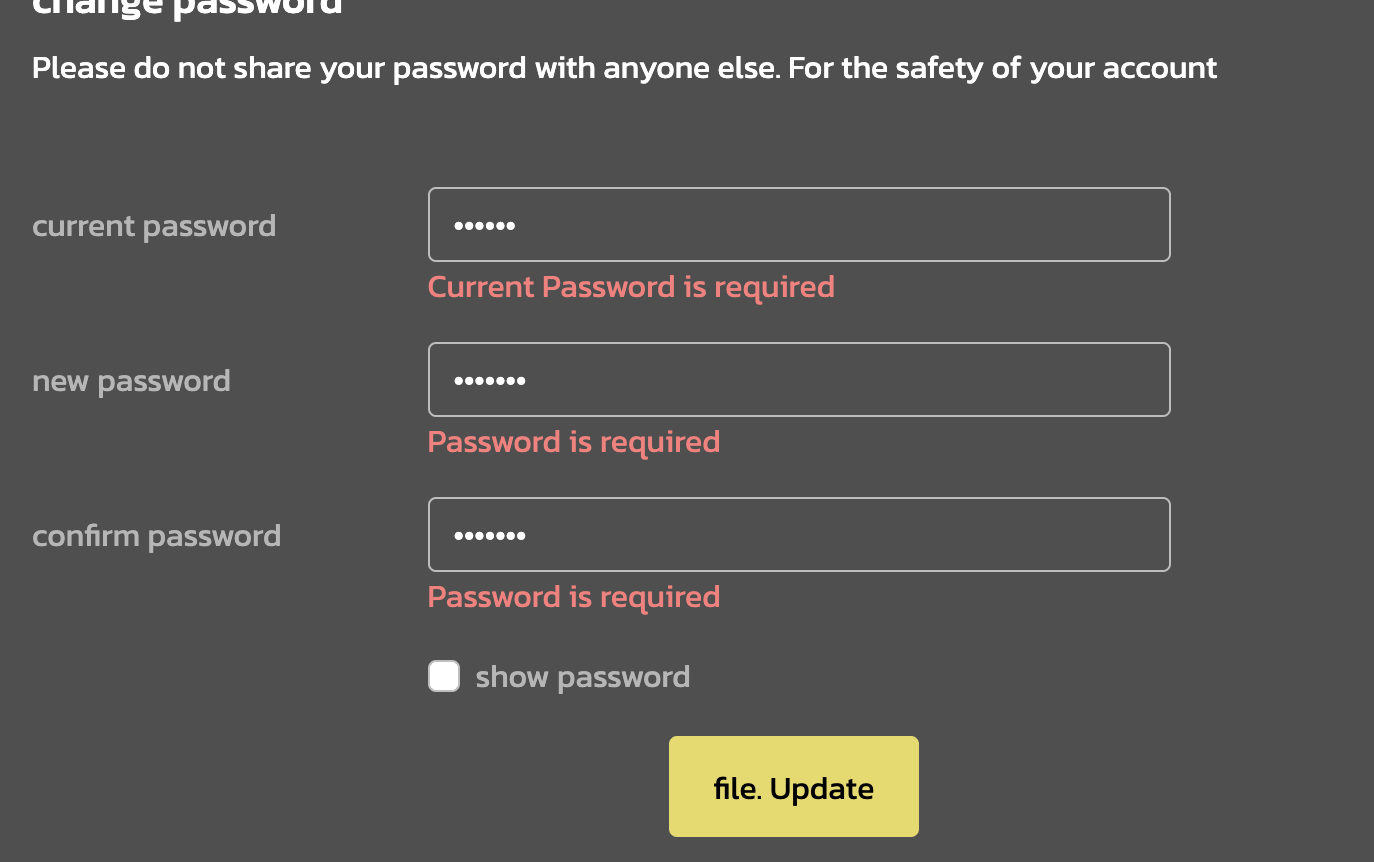 change password
Please do not share your password with anyone else. For the safety of your account
current password
••••••
Current Password is required
new password
•••••••
Password is required
confirm password
•••••••
Password is required
show password
file. Update